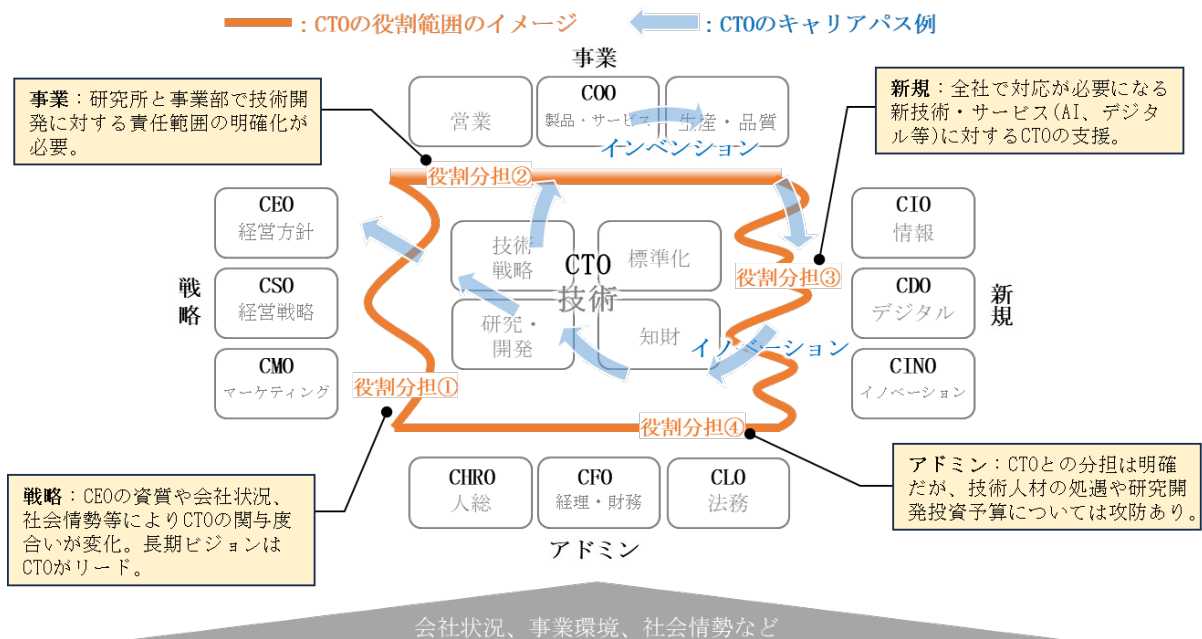 ：CTOの役割範囲のイメージ
：CTOのキャリアパス例
事業
事業：研究所と事業部で技術開
発に対する責任範囲の明確化が
必要。
営業
COO
製品・サービス
生産・品質
インベンション
新規：全社で対応が必要になる
新技術・サービス(AI、デジタ
ル等)に対するCTOの支援。
役割分担②
戦略
CEO
経営方針
CSO
経営戦略
CMO
マーケティング
技術
戦略
標準化
CTO
技術
研究・
開発
知財
イノベーション
役割分担③
CIO
情報
CDO
デジタル
CINO
イノベーション
新規
役割分担①
役割分担④
戦略：CEOの資質や会社状況、
社会情勢等によりCTOの関与度
合いが変化。長期ビジョンは
CTOがリード。
CHRO
人総
CFO
経理・財務
CLO
法務
アドミン
アドミン：CTOとの分担は明確
だが、技術人材の処遇や研究開
発投資予算については攻防あり。
会社状況、事業環境、社会情勢など